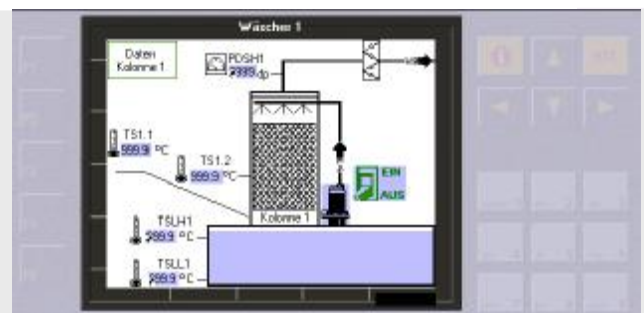 Wäscher 1
Daten
Kolonne 1
PDSH1
dp
TS1.1
999.9 °C
TS1.2
999.9 °C
EIN
AUS
Kolonne 1
TSLH1
999.9 °C
TSLL1
999.9 °C